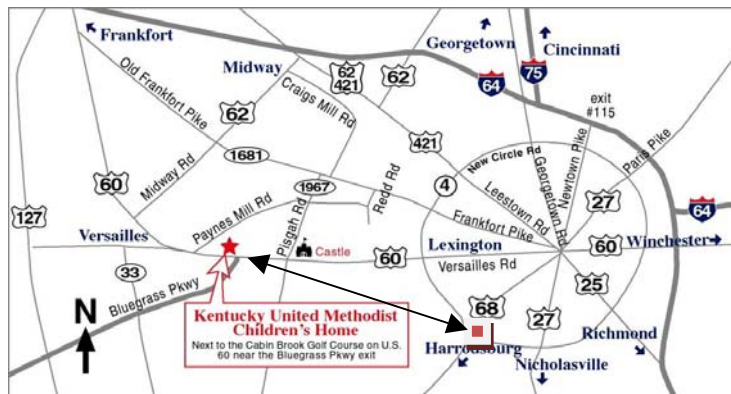 Frankfort
Georgetown
Cincinnati
Midway
62
421
62
64
75
exit
#115
Old Frankfort Pike
62
Craigs Mill Rd
421
New Circle Rd
Georgetown Rd
Newtown Pike
Paris Pike
60
Midway Rd
1681
1967
Redd Rd
4
Leestown Rd
27
127
Paynes Mill Rd
Pisgah Rd
Frankfort Pike
64
Versailles
Castle
60
Lexington
Versailles Rd
60
Winchester
33
Bluegrass Pkwy
25
68
27
N
Kentucky United Methodist
Children's Home
Next to the Cabin Brook Golf Course on U.S.
60 near the Bluegrass Pkwy exit
Harrodsburg
Richmond
Nicholasville